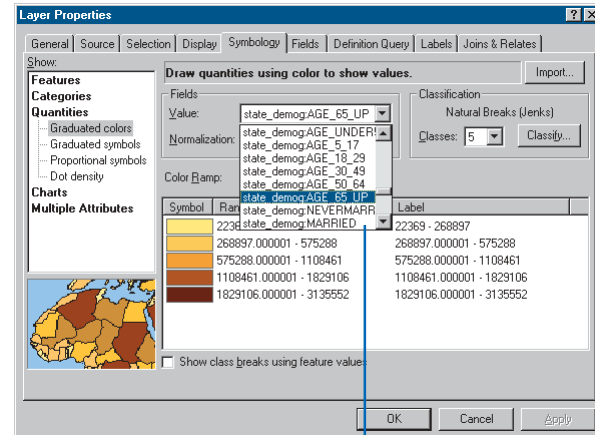 Layer Properties
General Source Selection Display Symbology Fields Definition Query Labels Joins & Relates
Show:
Features
Categories
Quantities
Graduated colors
Graduated symbols
Proportional symbols
Dot density
Charts
Multiple Attributes
Draw quantities using color to show values.
Import...
Fields
Value: state_demog:AGE_65_UP
Normalization:
state_demog:AGE_UNDER
state_demog:AGE_5_17
state_demog:AGE_18_29
state_demog:AGE_30_49
state_demog:AGE_50_64
state_demog:AGE_65_UP
state_demog:NEVERMARR
state_demog:MARRIED
Classification
Natural Breaks (Jenks)
Classes: 5 Classify...
Color Ramp:
Symbol Ran Label
2236 22369 - 268897
268897.000001 - 575288 268897.000001 - 575288
575288.000001 - 1108461 575288.000001 - 1108461
1108461.000001 - 1829106 1108461.000001 - 1829106
1829106.000001 - 3135552 1829106.000001 - 3135552
Show class breaks using feature values
OK Cancel Apply